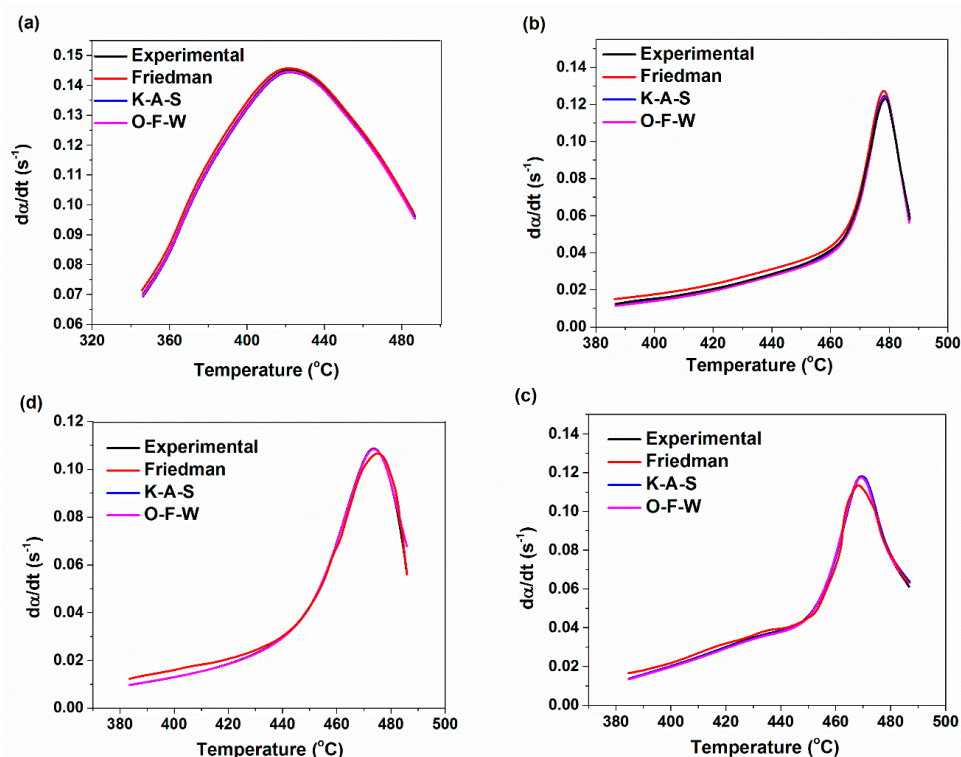 (a)
Experimental
Friedman
K-A-S
O-F-W
0.15
0.14
0.13
0.12
0.11
0.10
0.09
0.08
0.07
0.06
320
360
400
440
480
dα/dt (s⁻¹)
Temperature (°C)
(b)
Experimental
Friedman
K-A-S
O-F-W
0.14
0.12
0.10
0.08
0.06
0.04
0.02
0.00
380
400
420
440
460
480
500
dα/dt (s⁻¹)
Temperature (°C)
(d)
Experimental
Friedman
K-A-S
O-F-W
0.12
0.10
0.08
0.06
0.04
0.02
0.00
380
400
420
440
460
480
500
dα/dt (s⁻¹)
Temperature (°C)
(c)
Experimental
Friedman
K-A-S
O-F-W
0.14
0.12
0.10
0.08
0.06
0.04
0.02
0.00
380
400
420
440
460
480
500
dα/dt (s⁻¹)
Temperature (°C)